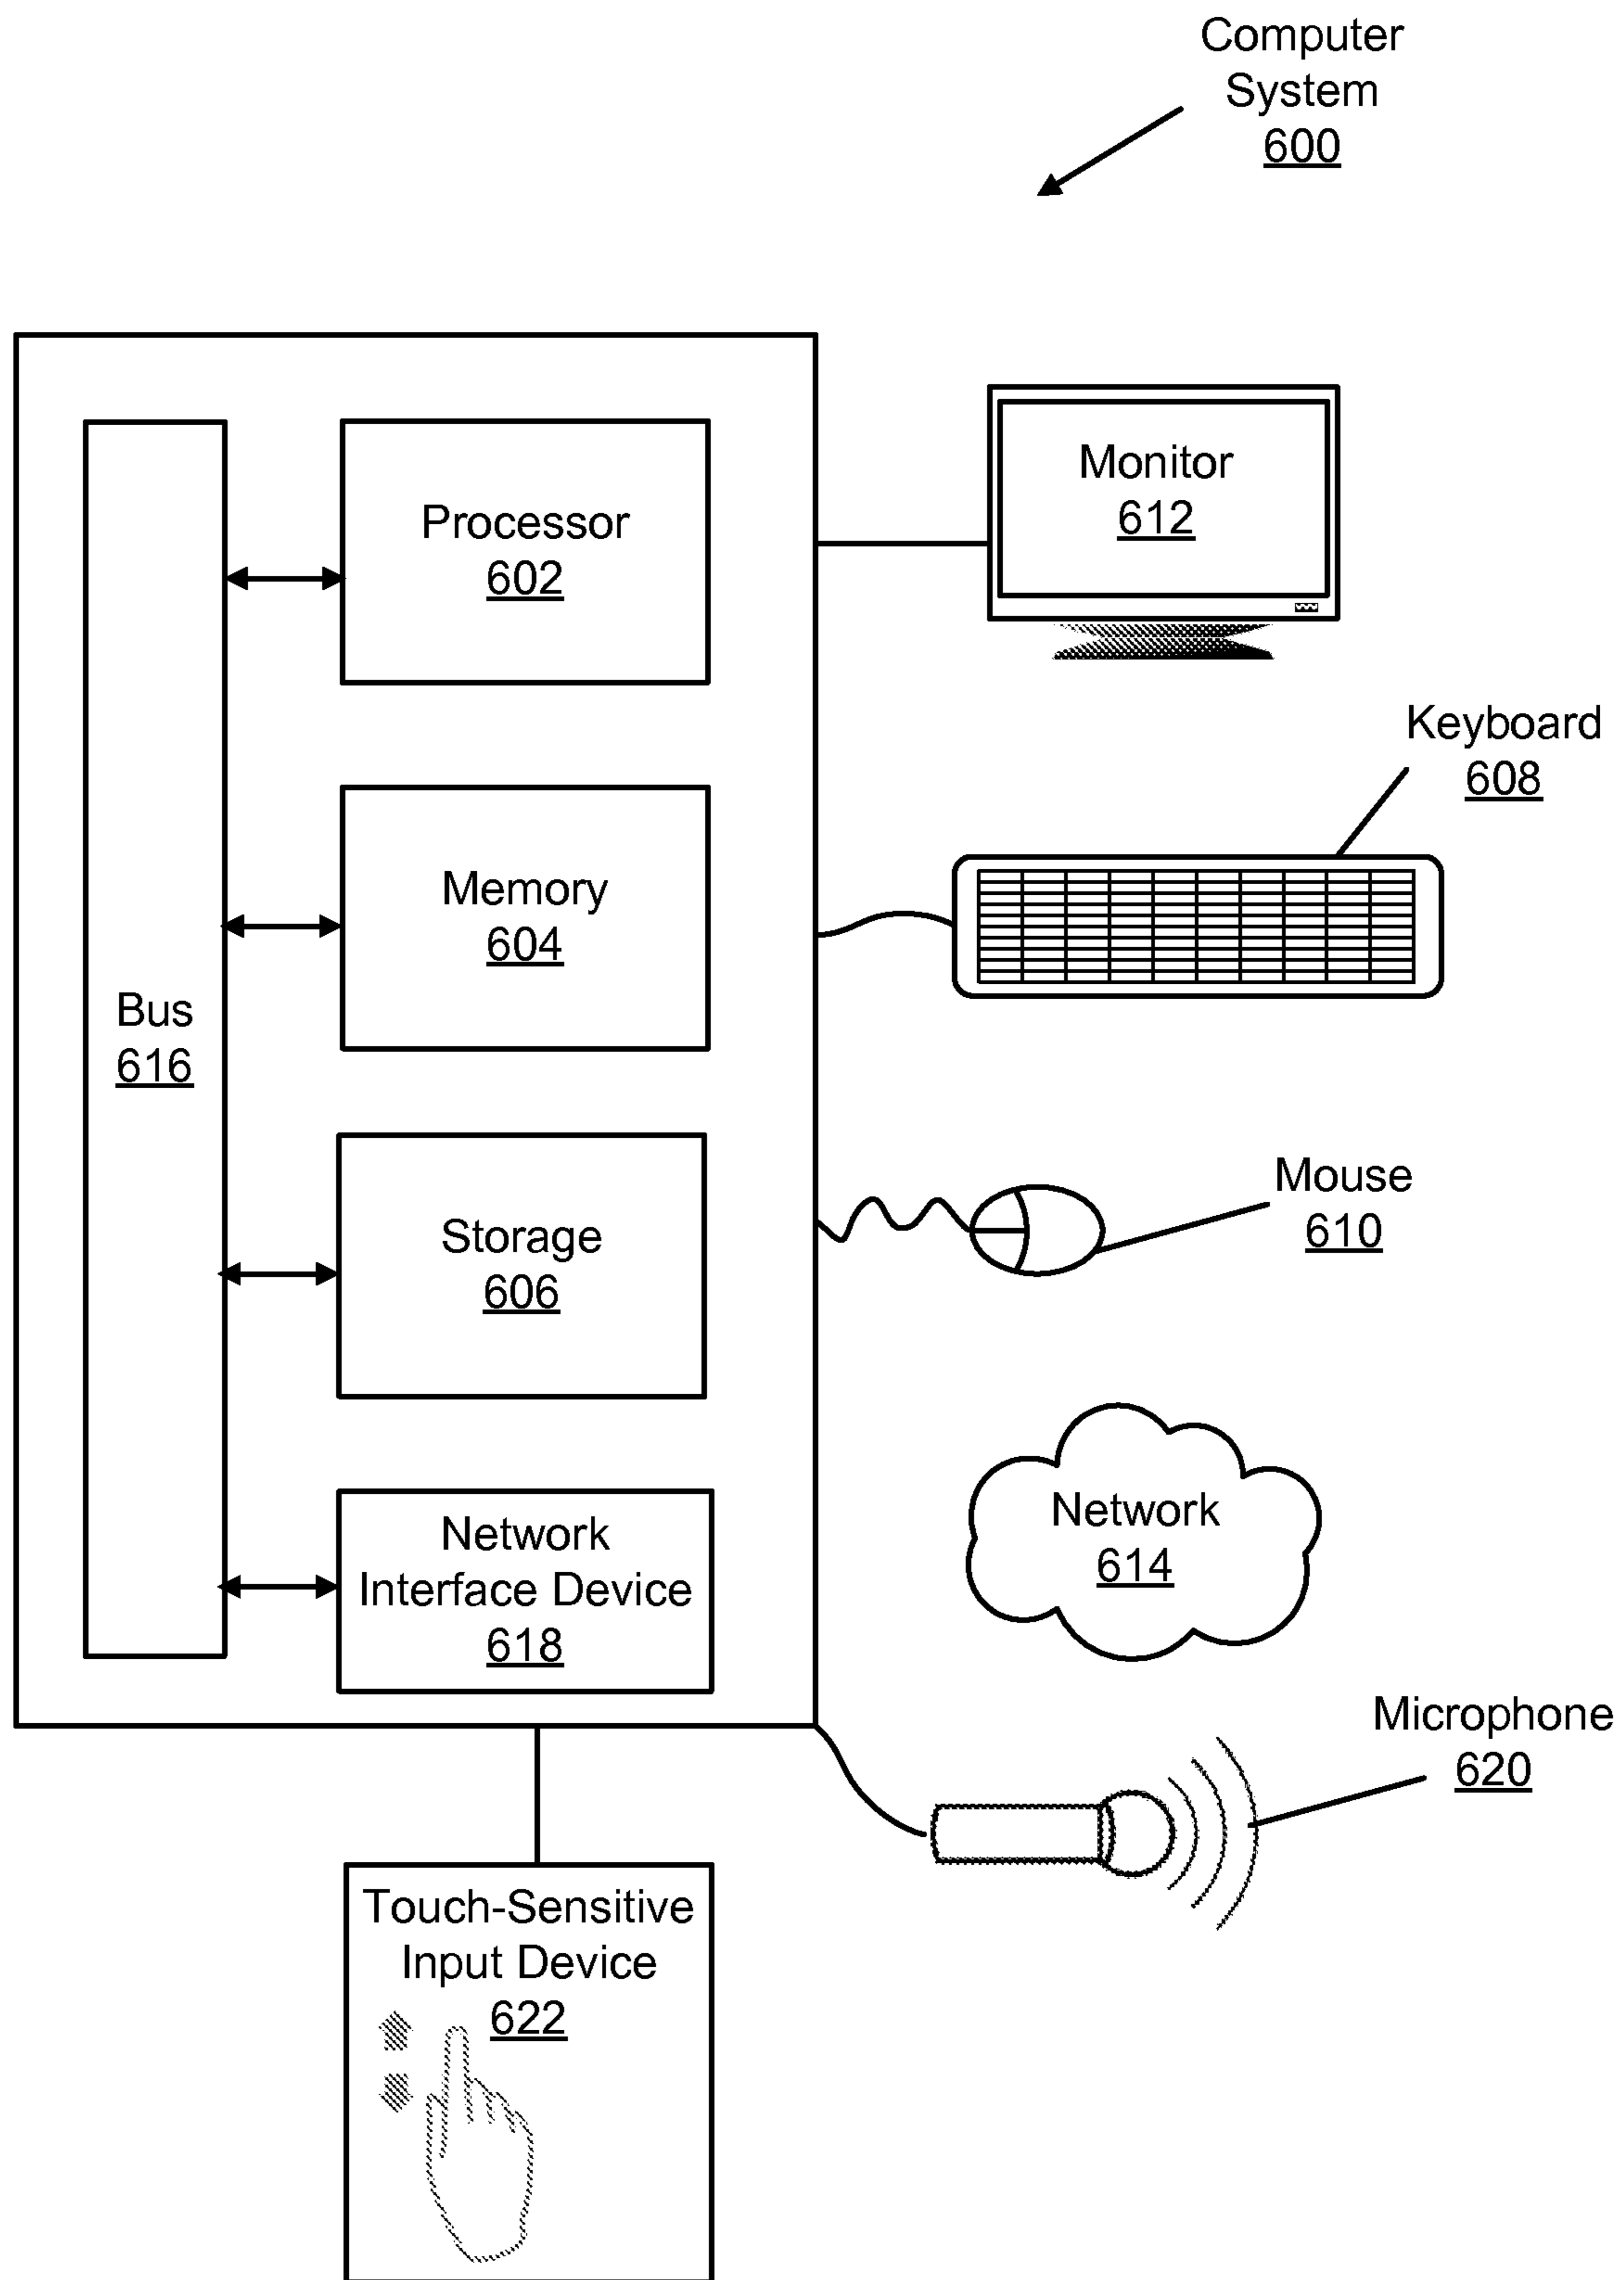 Computer
System
600
Monitor
612
Processor
602
Keyboard
608
Memory
604
Bus
616
Mouse
610
Storage
606
Network
614
Network
Interface Device
618
Microphone
620
Touch-Sensitive
Input Device
622